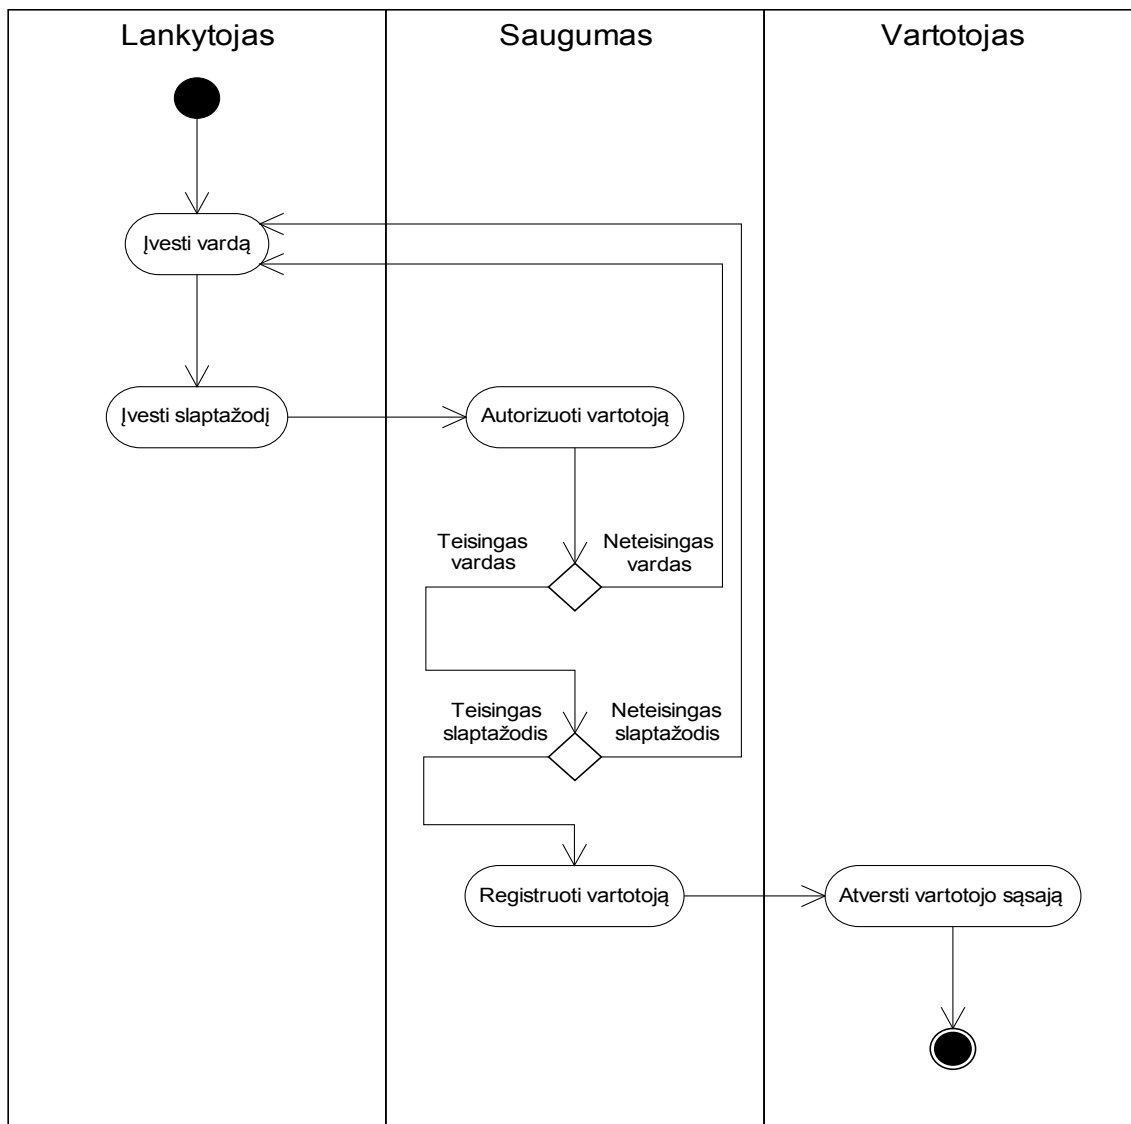 Lankytojas
Saugumas
Vartotojas
Įvesti vardą
Įvesti slaptažodį
Autorizuoti vartotoją
Teisingas
vardas
Neteisingas
vardas
Teisingas
slaptažodis
Neteisingas
slaptažodis
Registruoti vartotoją
Atversti vartotojo sąsają